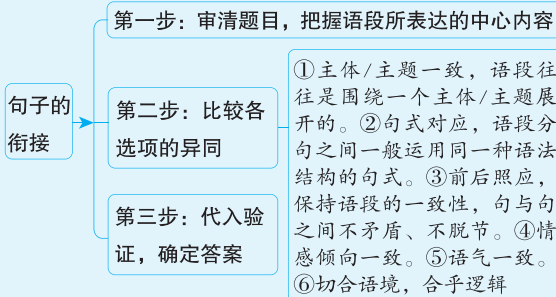 第一步：审清题目，把握语段所表达的中心内容
句子的
衔接
第二步：比较各
选项的异同
①主体/主题一致，语段往
往是围绕一个主体/主题展
开的。②句式对应，语段分
句之间一般运用同一种语法
结构的句式。③前后照应，
保持语段的一致性，句与句
之间不矛盾、不脱节。④情
感倾向一致。⑤语气一致。
⑥切合语境，合乎逻辑
第三步：代入验
证，确定答案